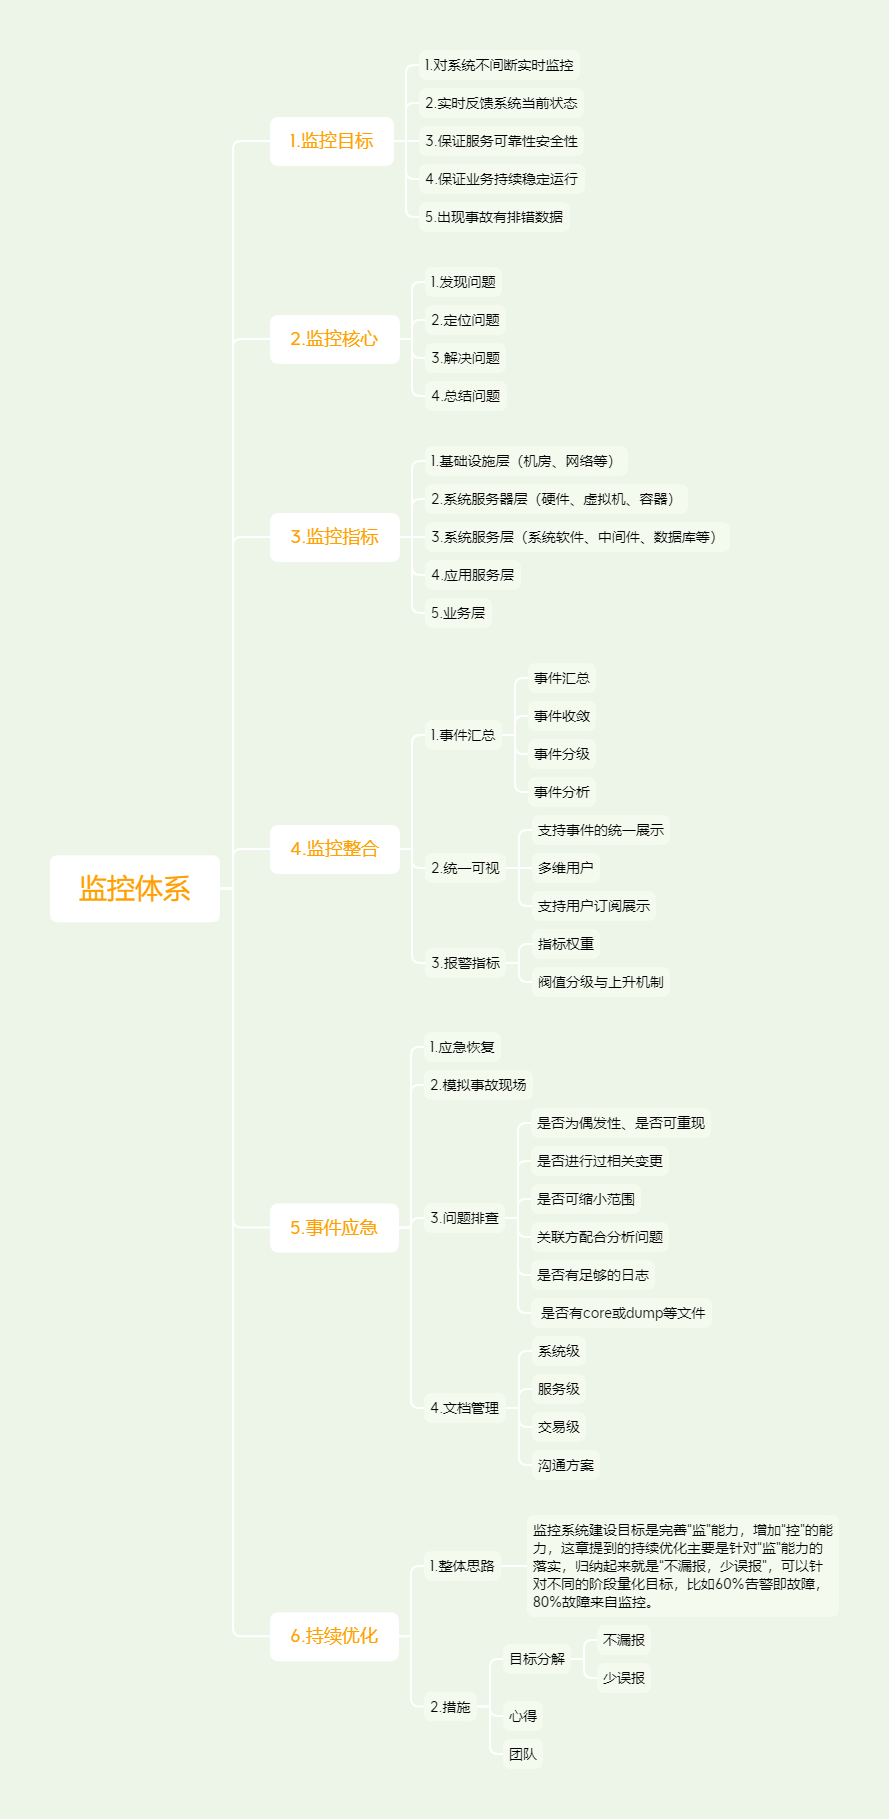 监控体系
1.监控目标
1.对系统不间断实时监控
2.实时反馈系统当前状态
3.保证服务可靠性安全性
4.保证业务持续稳定运行
5.出现事故有排错数据
2.监控核心
1.发现问题
2.定位问题
3.解决问题
4.总结问题
3.监控指标
1.基础设施层（机房、网络等）
2.系统服务器层（硬件、虚拟机、容器）
3.系统服务层（系统软件、中间件、数据库等）
4.应用服务层
5.业务层
4.监控整合
1.事件汇总
事件汇总
事件收敛
事件分级
事件分析
2.统一可视
支持事件的统一展示
多维用户
支持用户订阅展示
3.报警指标
指标权重
阀值分级与上升机制
5.事件应急
1.应急恢复
2.模拟事故现场
3.问题排查
是否为偶发性、是否可重现
是否进行过相关变更
是否可缩小范围
关联方配合分析问题
是否有足够的日志
是否有core或dump等文件
4.文档管理
系统级
服务级
交易级
沟通方案
6.持续优化
1.整体思路
监控系统建设目标是完善"监"能力，增加"控"的能
力，这章提到的持续优化主要是针对"监"能力的
落实，归纳起来就是"不漏报，少误报"，可以针
对不同的阶段量化目标，比如60%告警即故障，
80%故障来自监控。
2.措施
目标分解
不漏报
少误报
心得
团队